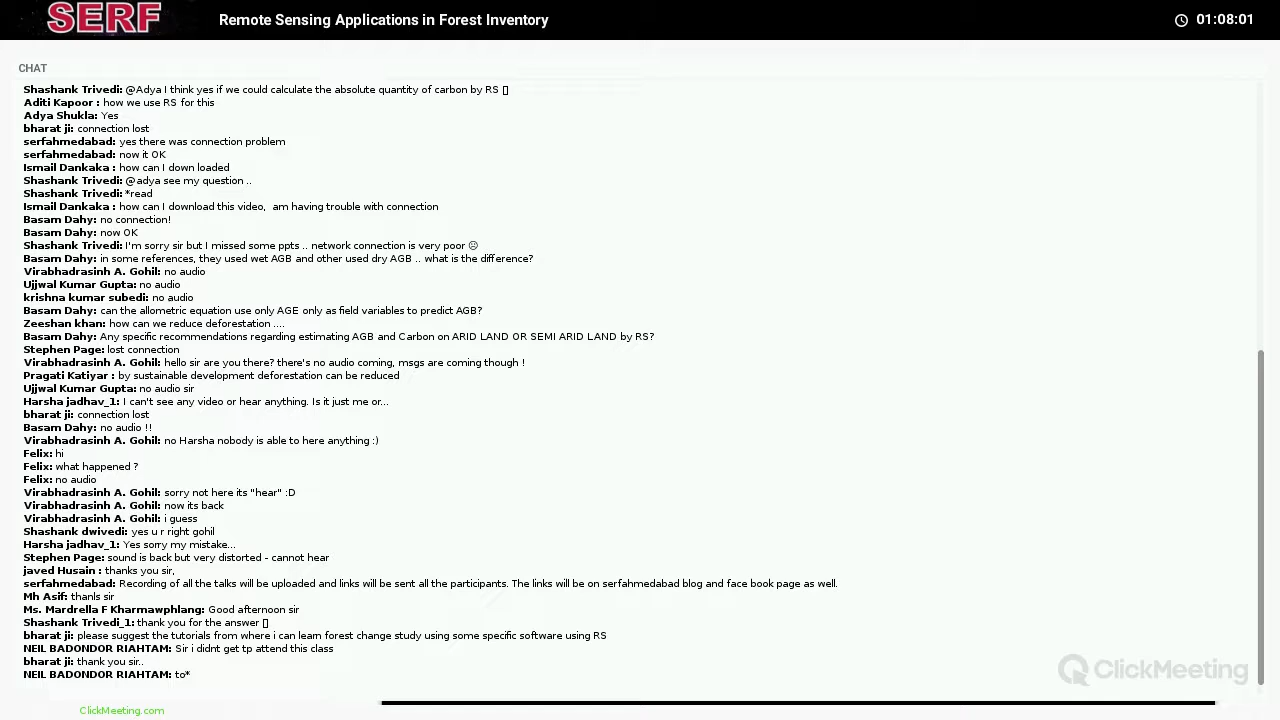 SERF
Remote Sensing Applications in Forest Inventory
01:08:01
CHAT
Shashank Trivedi: @Adya I think yes if we could calculate the absolute quantity of carbon by RS
Aditi Kapoor : how we use RS for this
Adya Shukla: Yes
bharat ji: connection lost
serfahmedabad: yes there was connection problem
serfahmedabad: now it OK
Ismail Dankaka : how can I down loaded
Shashank Trivedi: @adya see my question ..
Shashank Trivedi: *read
Ismail Dankaka : how can I download this video,  am having trouble with connection
Basam Dahy: no connection!
Basam Dahy: now OK
Shashank Trivedi: I'm sorry sir but I missed some ppts .. network connection is very poor ☹
Basam Dahy: in some references, they used wet AGB and other used dry AGB .. what is the difference?
Virabhadrasinh A. Gohil: no audio
Ujjwal Kumar Gupta: no audio
krishna kumar subedi: no audio
Basam Dahy: can the allometric equation use only AGE only as field variables to predict AGB?
Zeeshan khan: how can we reduce deforestation ....
Basam Dahy: Any specific recommendations regarding estimating AGB and Carbon on ARID LAND OR SEMI ARID LAND by RS?
Stephen Page: lost connection
Virabhadrasinh A. Gohil: hello sir are you there? there's no audio coming, msgs are coming though !
Pragati Katiyar : by sustainable development deforestation can be reduced
Ujjwal Kumar Gupta: no audio sir
Harsha jadhav_1: I can't see any video or hear anything. Is it just me or...
bharat ji: connection lost
Basam Dahy: no audio !!
Virabhadrasinh A. Gohil: no Harsha nobody is able to here anything :)
Felix: hi
Felix: what happened ?
Felix: no audio
Virabhadrasinh A. Gohil: sorry not here its "hear" :D
Virabhadrasinh A. Gohil: now its back
Virabhadrasinh A. Gohil: i guess
Shashank dwivedi: yes u r right gohil
Harsha jadhav_1: Yes sorry my mistake...
Stephen Page: sound is back but very distorted - cannot hear
javed Husain : thanks you sir,
serfahmedabad: Recording of all the talks will be uploaded and links will be sent all the participants. The links will be on serfahmedabad blog and face book page as well.
Mh Asif: thanls sir
Ms. Mardrella F Kharmawphlang: Good afternoon sir
Shashank Trivedi_1: thank you for the answer
bharat ji: please suggest the tutorials from where i can learn forest change study using some specific software using RS
NEIL BADONDOR RIAHTAM: Sir i didnt get tp attend this class
bharat ji: thank you sir..
NEIL BADONDOR RIAHTAM: to*
ClickMeeting
ClickMeeting.com